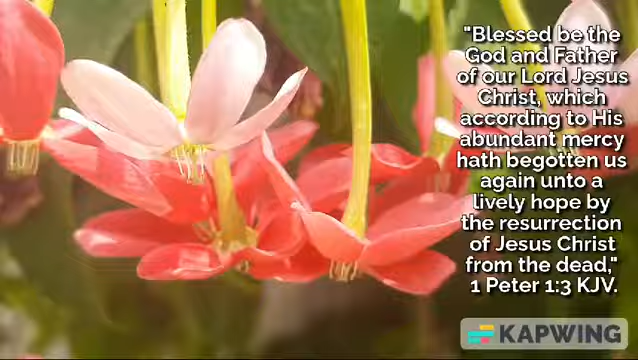 "Blessed be the
God and Father
of our Lord Jesus
Christ, which
according to His
abundant mercy
hath begotten us
again unto a
lively hope by
the resurrection
of Jesus Christ
from the dead,"
1 Peter 1:3 KJV.
KAPWING